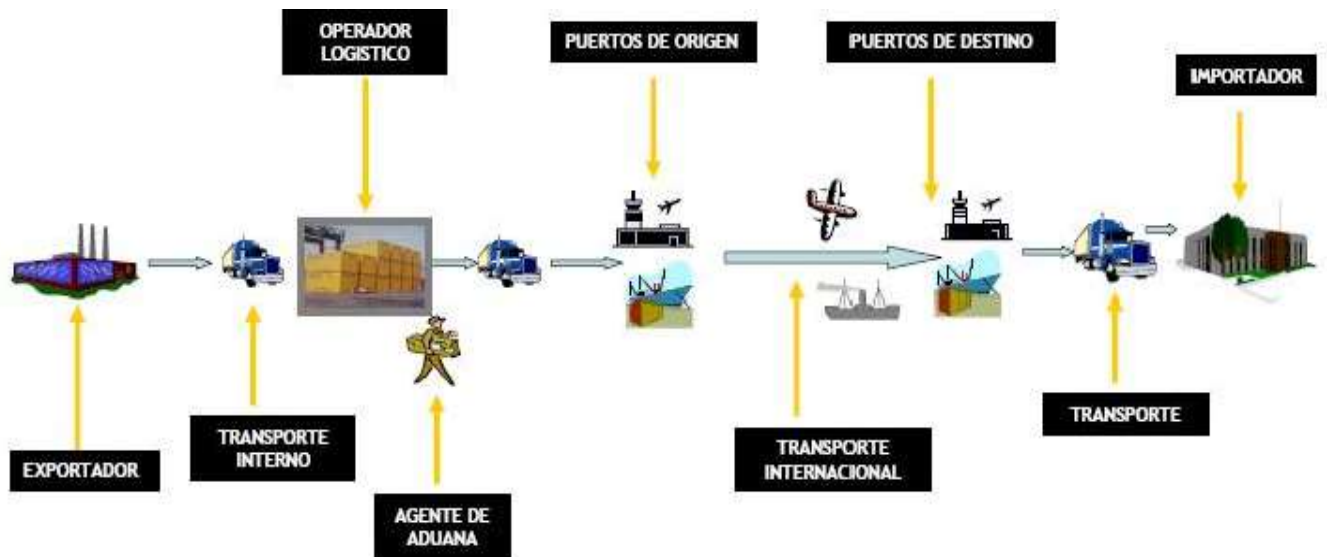 OPERADOR
LOGISTICO
PUERTOS DE ORIGEN
PUERTOS DE DESTINO
IMPORTADOR
EXPORTADOR
TRANSPORTE
INTERNO
AGENTE DE
ADUANA
TRANSPORTE
INTERNACIONAL
TRANSPORTE